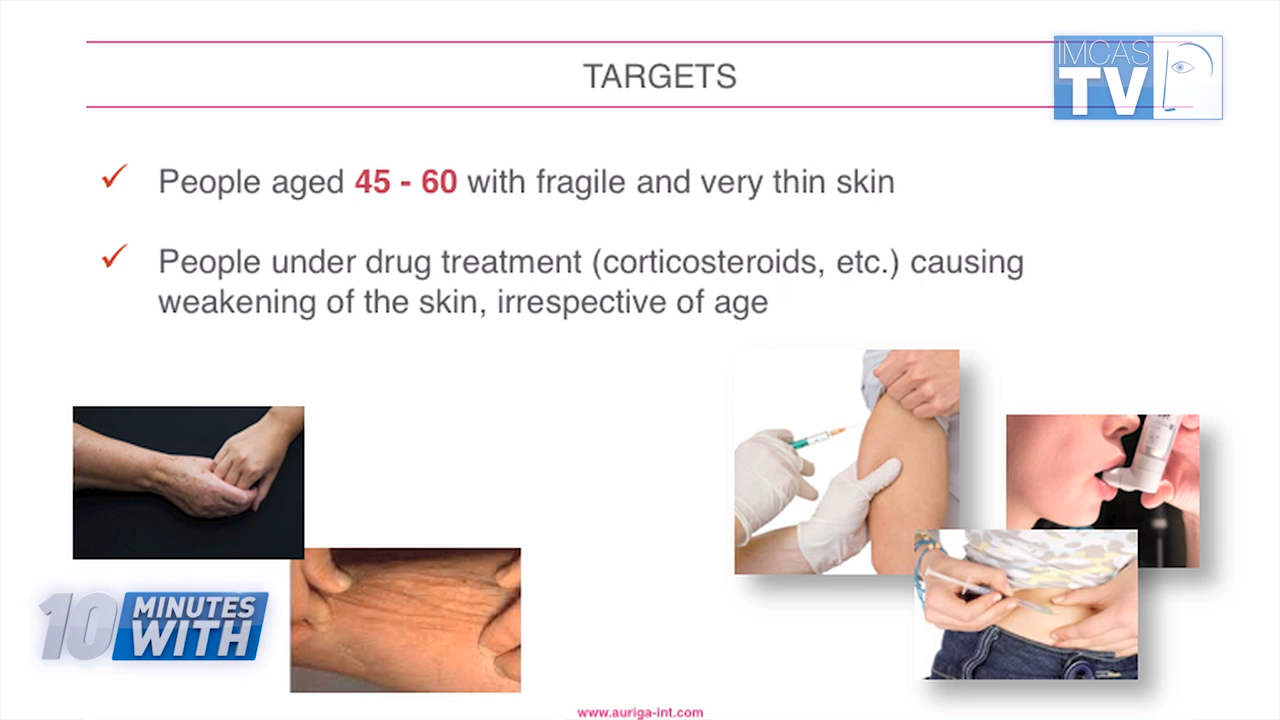 TARGETS
IMCAS
TV
✓ People aged 45 - 60 with fragile and very thin skin
✓ People under drug treatment (corticosteroids, etc.) causing
weakening of the skin, irrespective of age
10 MINUTES
WITH
www.auriga-int.com